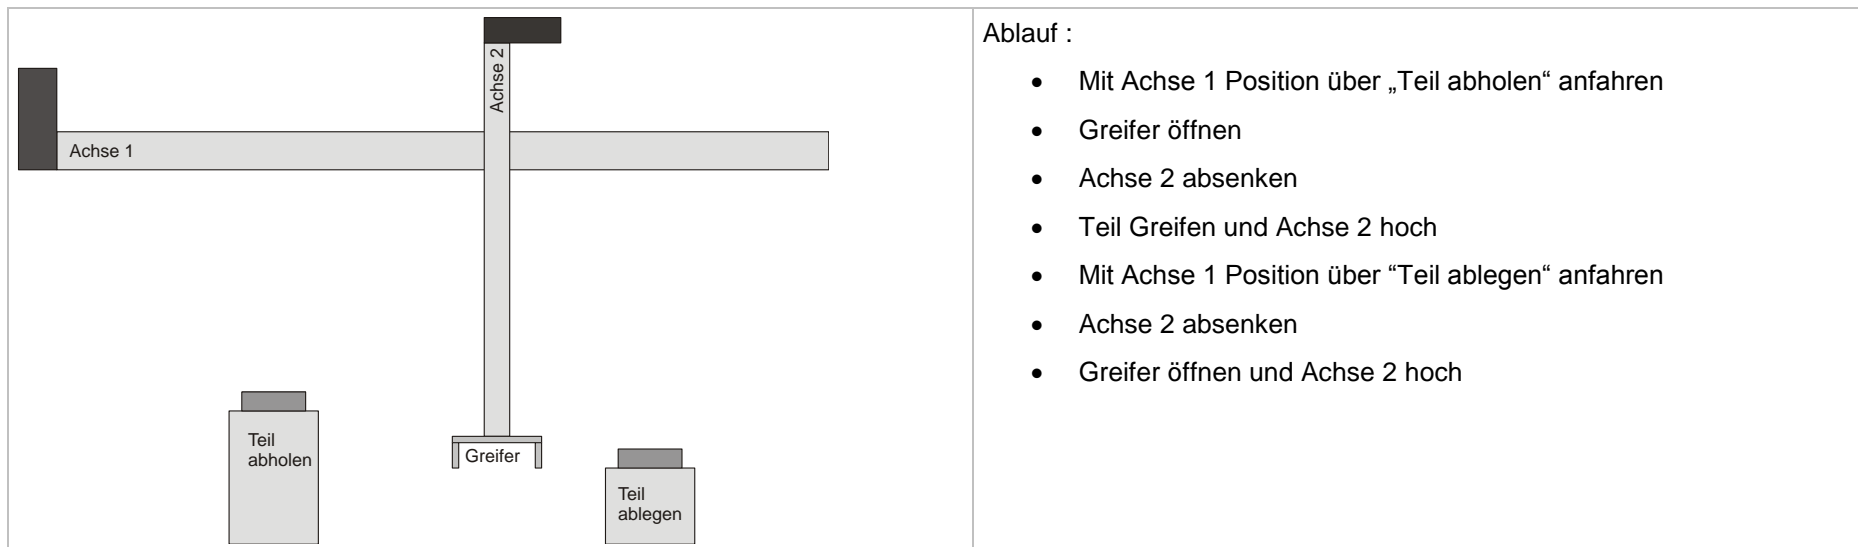 Achse 2
Achse 1
Teil
abholen
Greifer
Teil
ablegen
Ablauf :
• Mit Achse 1 Position über „Teil abholen“ anfahren
• Greifer öffnen
• Achse 2 absenken
• Teil Greifen und Achse 2 hoch
• Mit Achse 1 Position über “Teil ablegen“ anfahren
• Achse 2 absenken
• Greifer öffnen und Achse 2 hoch